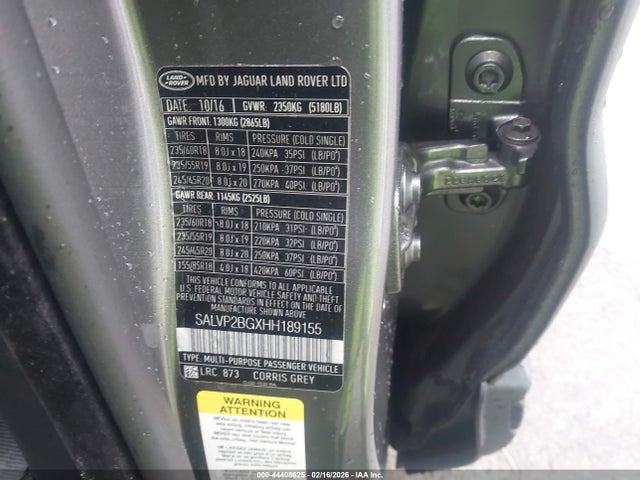 LAND ROVER MFD BY JAGUAR LAND ROVER LTD
DATE: 10/16 GVWR: 2350KG (5180LB)
GAWR FRONT: 1300KG (2865LB)
TIRES RIMS PRESSURE (COLD SINGLE)
235/60R18 8.0J x 18 240KPA 35PSI (LB/PO²)
235/55R19 8.0J x 19 250KPA 37PSI (LB/PO²)
245/45R20 8.0J x 20 270KPA 40PSI (LB/PO²)
GAWR REAR: 1145KG (2525LB)
TIRES RIMS PRESSURE (COLD SINGLE)
235/60R18 8.0J x 18 210KPA 31PSI (LB/PO²)
235/55R19 8.0J x 19 220KPA 32PSI (LB/PO²)
245/45R20 8.0J x 20 250KPA 37PSI (LB/PO²)
155/85R18 4.0J x 18 420KPA 60PSI (LB/PO²)
THIS VEHICLE CONFORMS TO ALL APPLICABLE
U.S FEDERAL MOTOR VEHICLE SAFETY AND THEFT
PREVENTION STANDARDS IN EFFECT ON THE DATE OF
MANUFACTURE SHOWN ABOVE
SALVP2BGXHH189155
TYPE: MULTI-PURPOSE PASSENGER VEHICLE
LRC 873 CORRIS GREY
WARNING
ATTENTION
000-44408625 02/16/2026 IAA Inc.